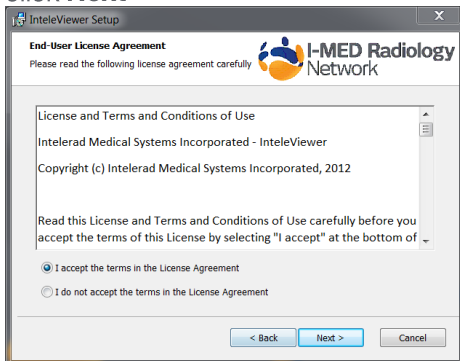 InteleViewer Setup
End-User License Agreement
Please read the following license agreement carefully
I-MED Radiology
Network
License and Terms and Conditions of Use
Intelerad Medical Systems Incorporated - InteleViewer
Copyright (c) Intelerad Medical Systems Incorporated, 2012
Read this License and Terms and Conditions of Use carefully before you
accept the terms of this License by selecting "I accept" at the bottom of
I accept the terms in the License Agreement
I do not accept the terms in the License Agreement
< Back Next > Cancel